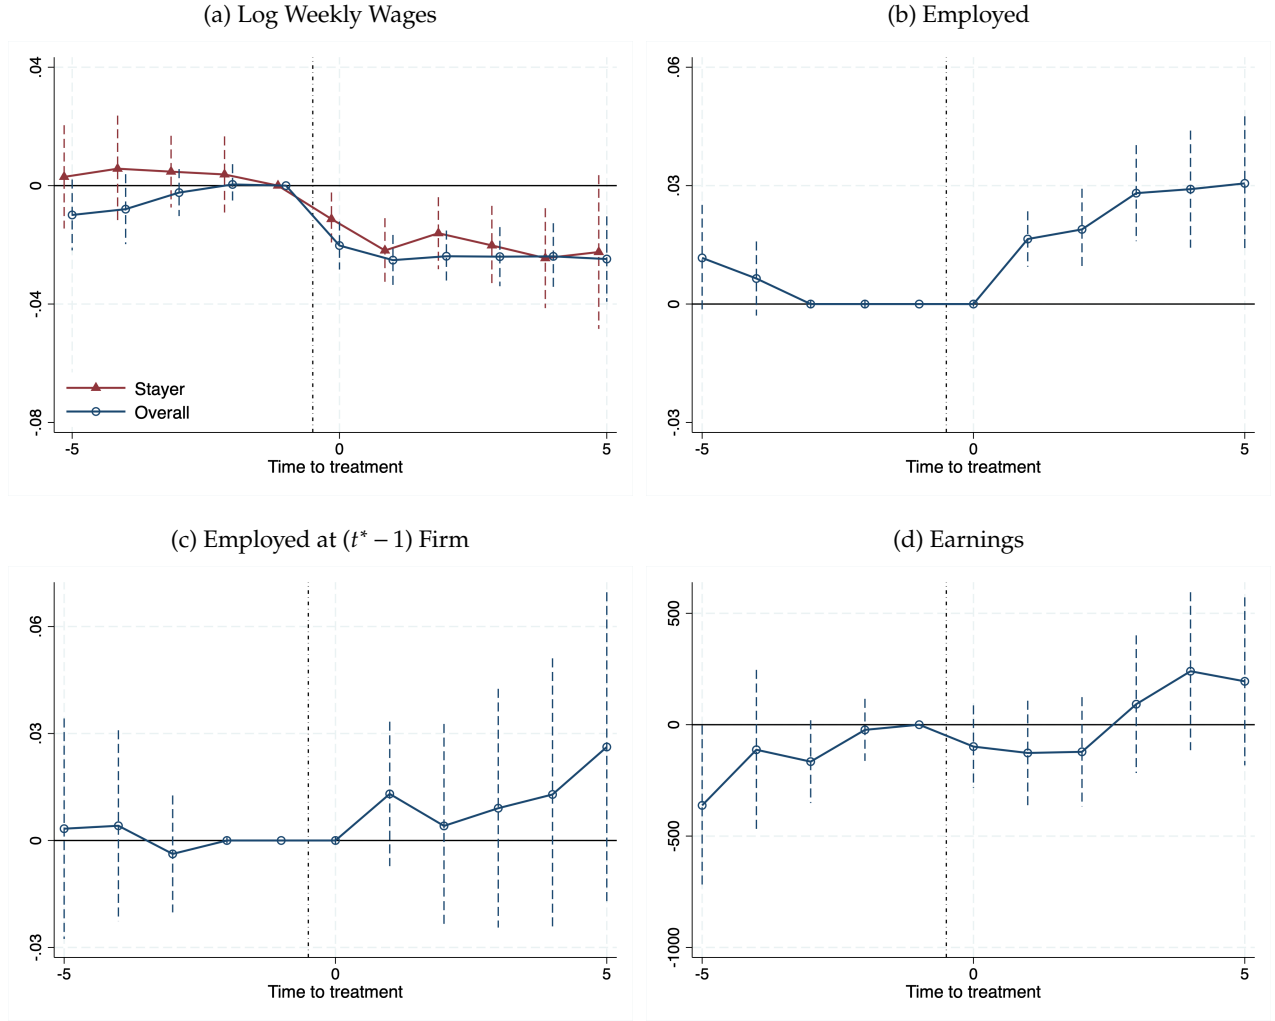 (a) Log Weekly Wages
.04
0
-.04
-.08
Stayer
Overall
-5
0
5
Time to treatment
(b) Employed
.06
.03
0
-.03
-5
0
5
Time to treatment
(c) Employed at (t* − 1) Firm
.06
.03
0
-.03
-5
0
5
Time to treatment
(d) Earnings
500
0
-500
-1000
-5
0
5
Time to treatment